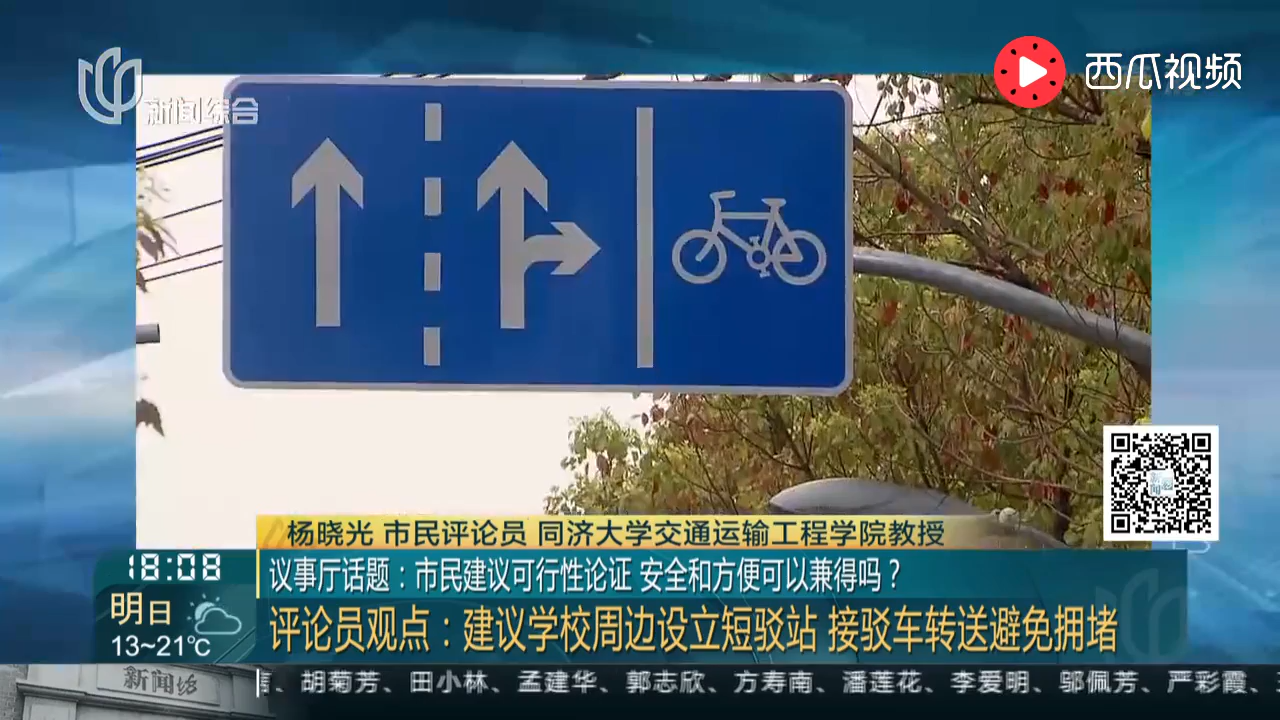 西瓜视频
新闻综合
杨晓光 市民评论员 同济大学交通运输工程学院教授
18:08
议事厅话题：市民建议可行性论证 安全和方便可以兼得吗？
明日
13~21℃
评论员观点：建议学校周边设立短驳站 接驳车转送避免拥堵
新闻坊
、胡菊芳、田小林、孟建华、郭志欣、方寿南、潘莲花、李爱明、邬佩芳、严彩霞、